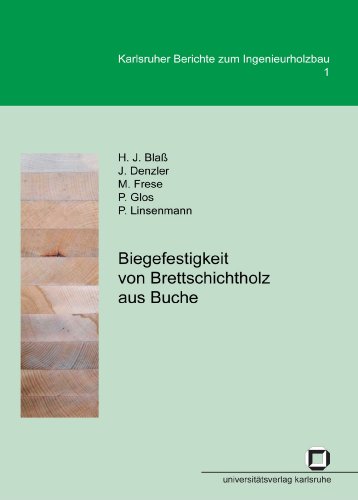 Karlsruher Berichte zum Ingenieurholzbau
1
H. J. Blaß
J. Denzler
M. Frese
P. Glos
P. Linsenmann
Biegefestigkeit
von Brettschichtholz
aus Buche
universitätsverlag karlsruhe